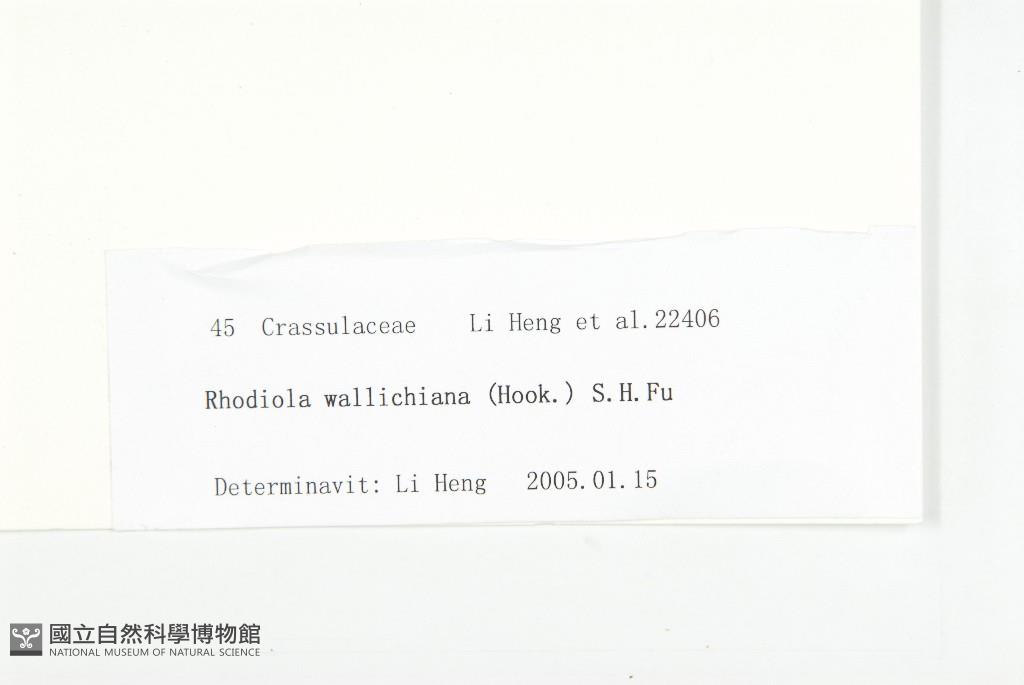 45 Crassulaceae Li Heng et al.22406
Rhodiola wallichiana (Hook.) S.H.Fu
Determinavit: Li Heng 2005.01.15
國立自然科學博物館
NATIONAL MUSEUM OF NATURAL SCIENCE